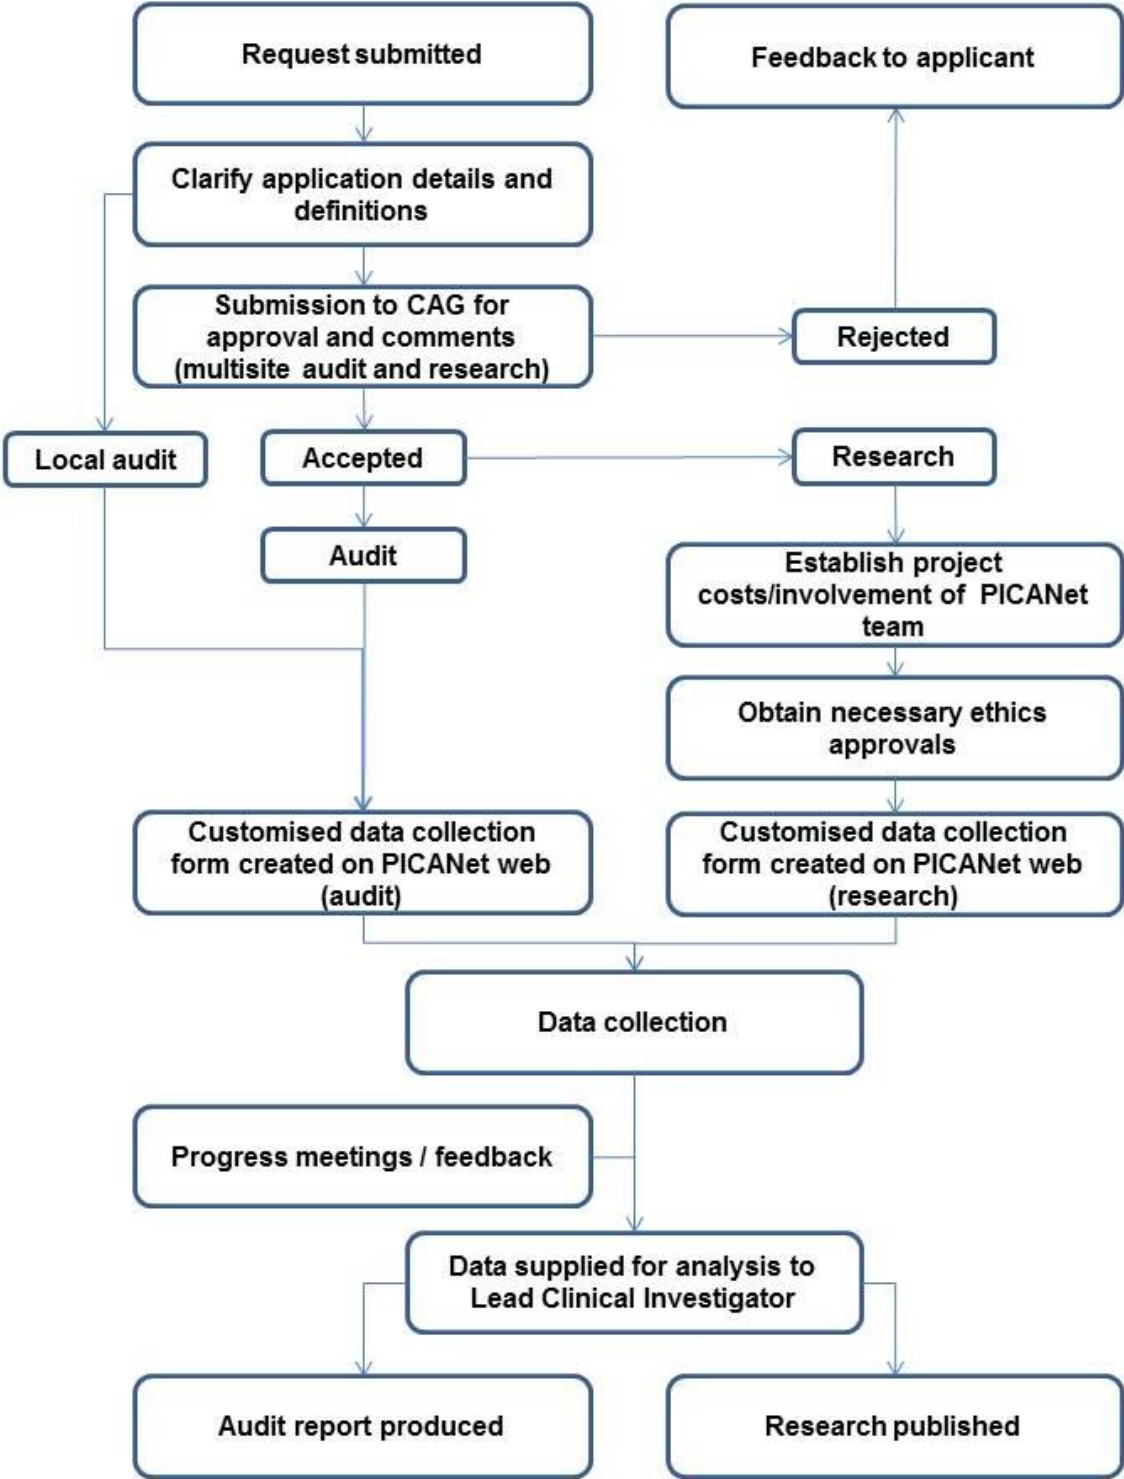 Request submitted
Feedback to applicant
Clarify application details and
definitions
Submission to CAG for
approval and comments
(multisite audit and research)
Rejected
Local audit
Accepted
Research
Audit
Establish project
costs/involvement of PICANet
team
Obtain necessary ethics
approvals
Customised data collection
form created on PICANet web
(audit)
Customised data collection
form created on PICANet web
(research)
Data collection
Progress meetings / feedback
Data supplied for analysis to
Lead Clinical Investigator
Audit report produced
Research published